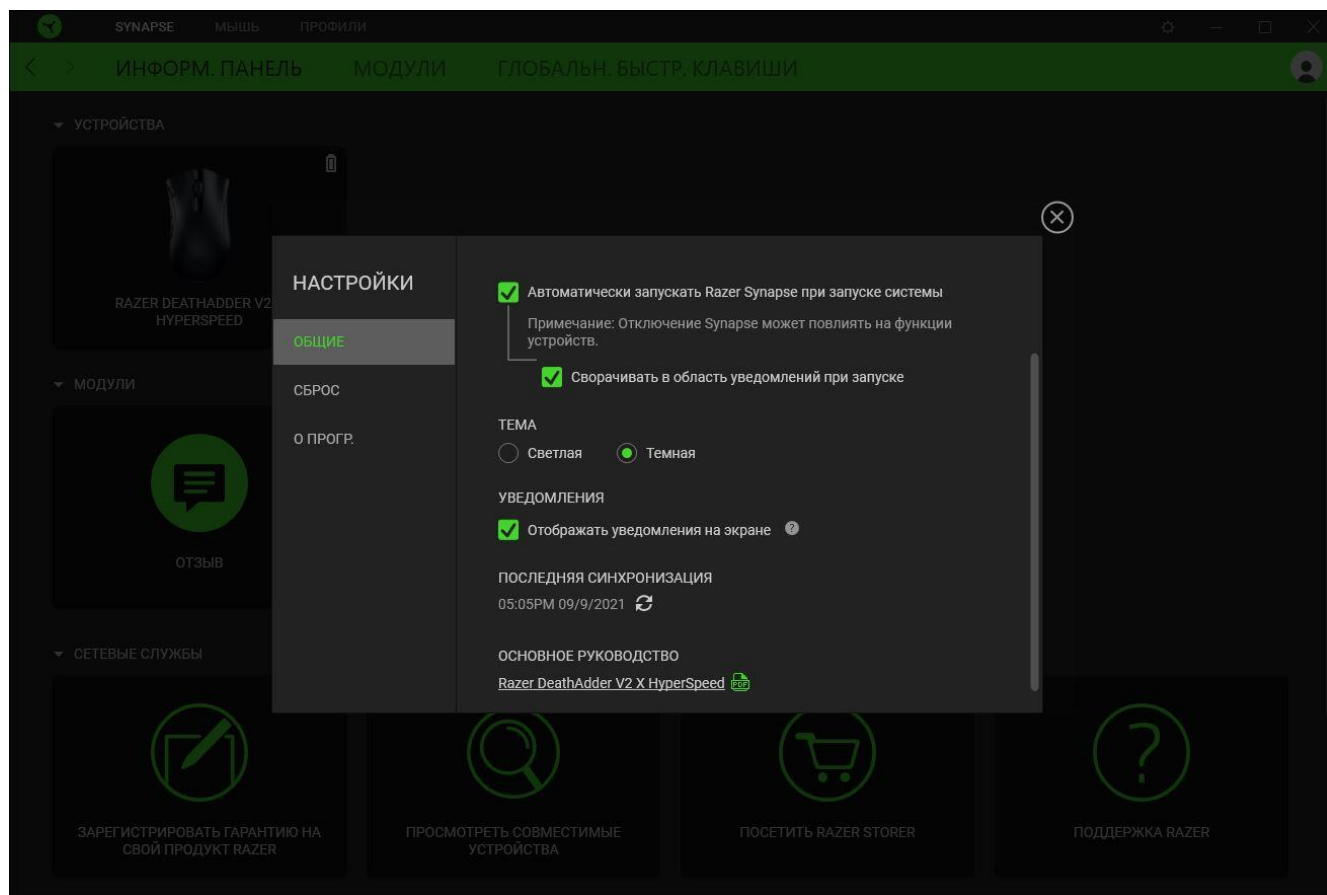 SYNAPSE МЫШЬ ПРОФИЛИ
ИНФОРМ. ПАНЕЛЬ МОДУЛИ ГЛОБАЛЬН. БЫСТР. КЛАВИШИ
УСТРОЙСТВА
RAZER DEATHADDER V2
HYPERSPEED
МОДУЛИ
ОТЗЫВ
НАСТРОЙКИ
ОБЩИЕ
СБРОС
О ПРОГР.
Автоматически запускать Razer Synapse при запуске системы
Примечание: Отключение Synapse может повлиять на функции
устройств.
Сворачивать в область уведомлений при запуске
ТЕМА
Светлая Темная
УВЕДОМЛЕНИЯ
Отображать уведомления на экране ?
ПОСЛЕДНЯЯ СИНХРОНИЗАЦИЯ
05:05PM 09/9/2021
ОСНОВНОЕ РУКОВОДСТВО
Razer DeathAdder V2 X HyperSpeed PDF
СЕТЕВЫЕ СЛУЖБЫ
ЗАРЕГИСТРИРОВАТЬ ГАРАНТИЮ НА
СВОЙ ПРОДУКТ RAZER
ПРОСМОТРЕТЬ СОВМЕСТИМЫЕ
УСТРОЙСТВА
ПОСЕТИТЬ RAZER STORER
ПОДДЕРЖКА RAZER